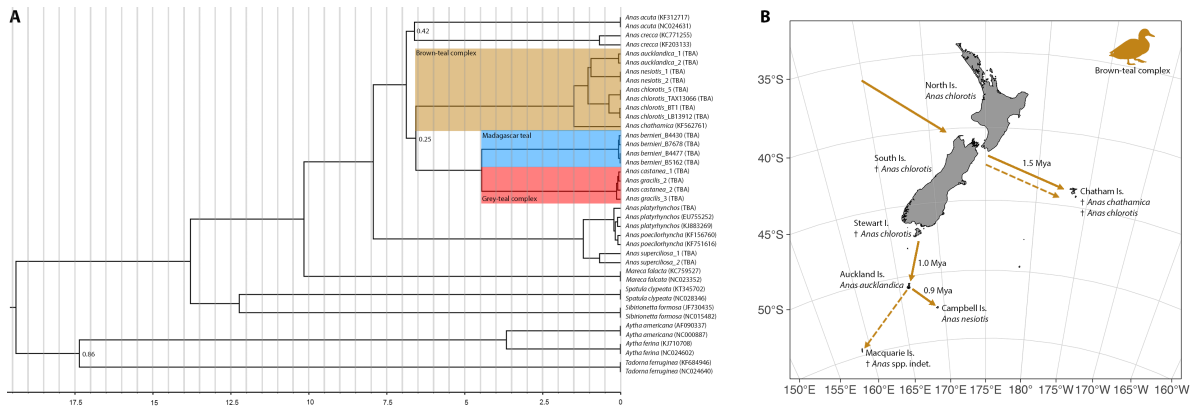 A
Anas acuta (KF312717)
Anas acuta (NC024631)
0.42
Anas crecca (KC771255)
Anas crecca (KF203133)
Brown-teal complex
Anas aucklandica_1 (TBA)
Anas aucklandica_2 (TBA)
Anas nesiotis_1 (TBA)
Anas nesiotis_2 (TBA)
Anas chlorotis_S (TBA)
Anas chlorotis_TAX13066 (TBA)
Anas chlorotis_BT1 (TBA)
Anas chlorotis_LB13912 (TBA)
Anas chathamica (KF562761)
Madagascar teal
0.25
Anas bernieri_B4430 (TBA)
Anas bernieri_B7678 (TBA)
Anas bernieri_B4477 (TBA)
Anas bernieri_B5162 (TBA)
Anas castanea_1 (TBA)
Anas gracilis_2 (TBA)
Anas castanea_2 (TBA)
Anas gracilis_3 (TBA)
Grey-teal complex
Anas platyrhynchos (TBA)
Anas platyrhynchos (EU755252)
Anas platyrhynchos (KJ883269)
Anas poecilorhyncha (KF156760)
Anas poecilorhyncha (KF751616)
Anas superciliosa_1 (TBA)
Anas superciliosa_2 (TBA)
Mareca falacta (KC759527)
Mareca falcata (NC023352)
Spatula clypeata (KT345702)
Spatula clypeata (NC028346)
Sibirionetta formosa (JF730435)
Sibirionetta formosa (NC015482)
Aytha americana (AF090337)
Aytha americana (NC000887)
Aytha ferina (KJ710708)
Aytha ferina (NC024602)
0.86
Tadorna ferruginea (KF684946)
Tadorna ferruginea (NC024640)
17.5 15 12.5 10 7.5 5 2.5 0
B
Brown-teal complex
35°S
40°S
45°S
50°S
North Is.
Anas chlorotis
South Is.
† Anas chlorotis
1.5 Mya
Chatham Is.
† Anas chathamica
† Anas chlorotis
Stewart I.
† Anas chlorotis
1.0 Mya
Auckland Is.
Anas aucklandica
0.9 Mya
Campbell Is.
Anas nesiotis
Macquarie Is.
† Anas spp. indet.
150°E 155°E 160°E 165°E 170°E 175°E 180° 175°W 170°W 165°W 160°W